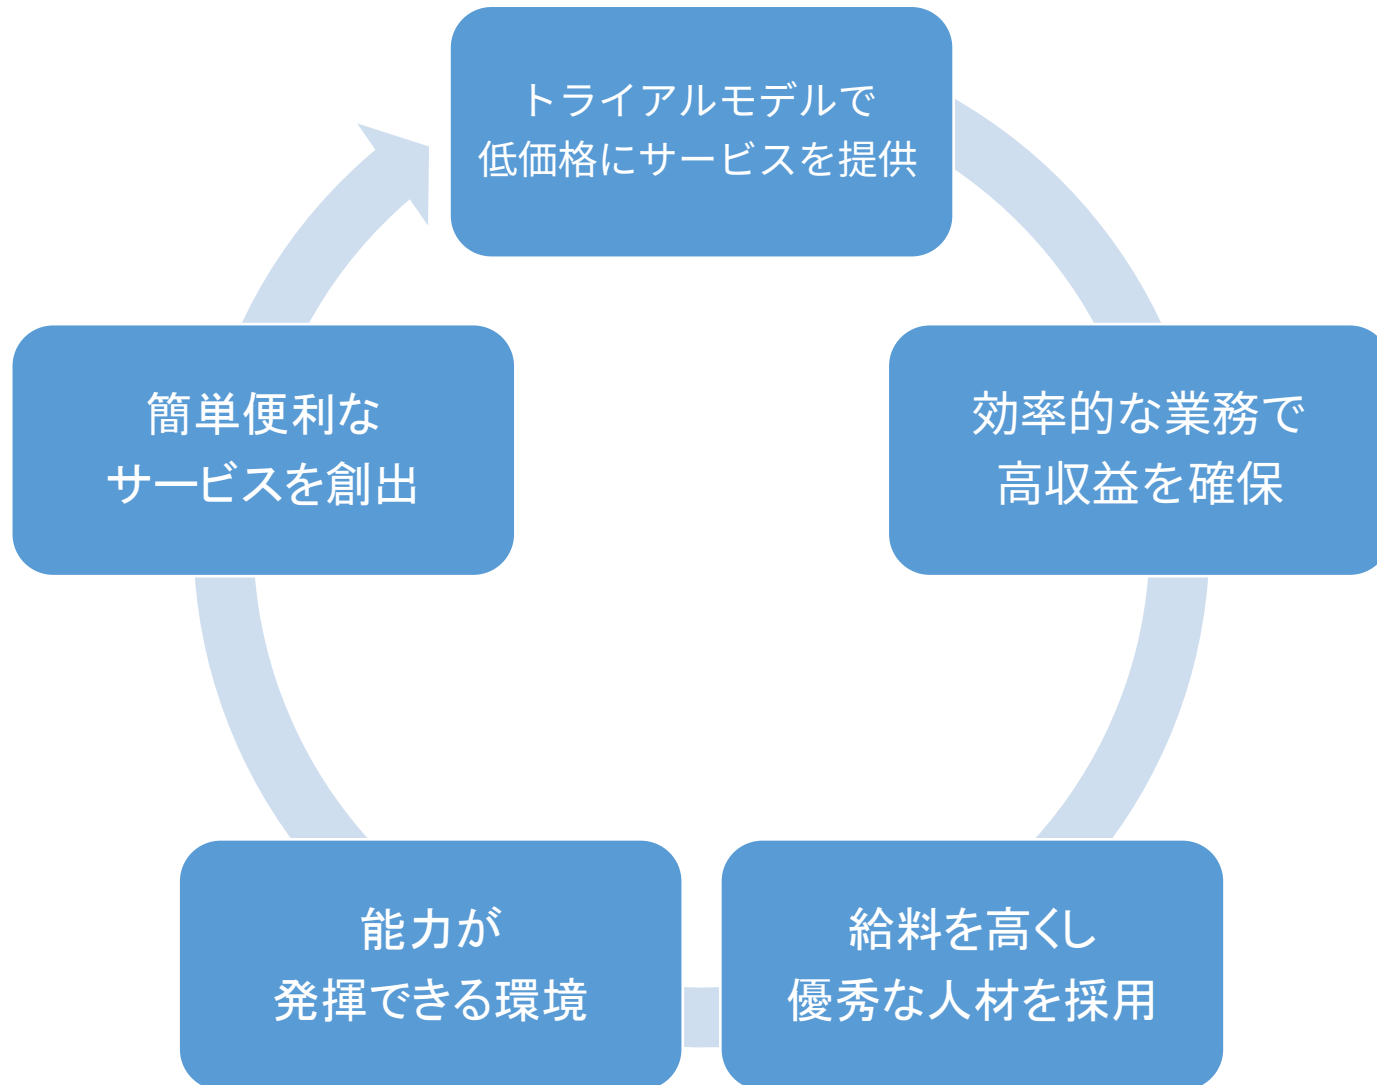 トライアルモデルで
低価格にサービスを提供
効率的な業務で
高収益を確保
給料を高くし
優秀な人材を採用
能力が
発揮できる環境
簡単便利な
サービスを創出